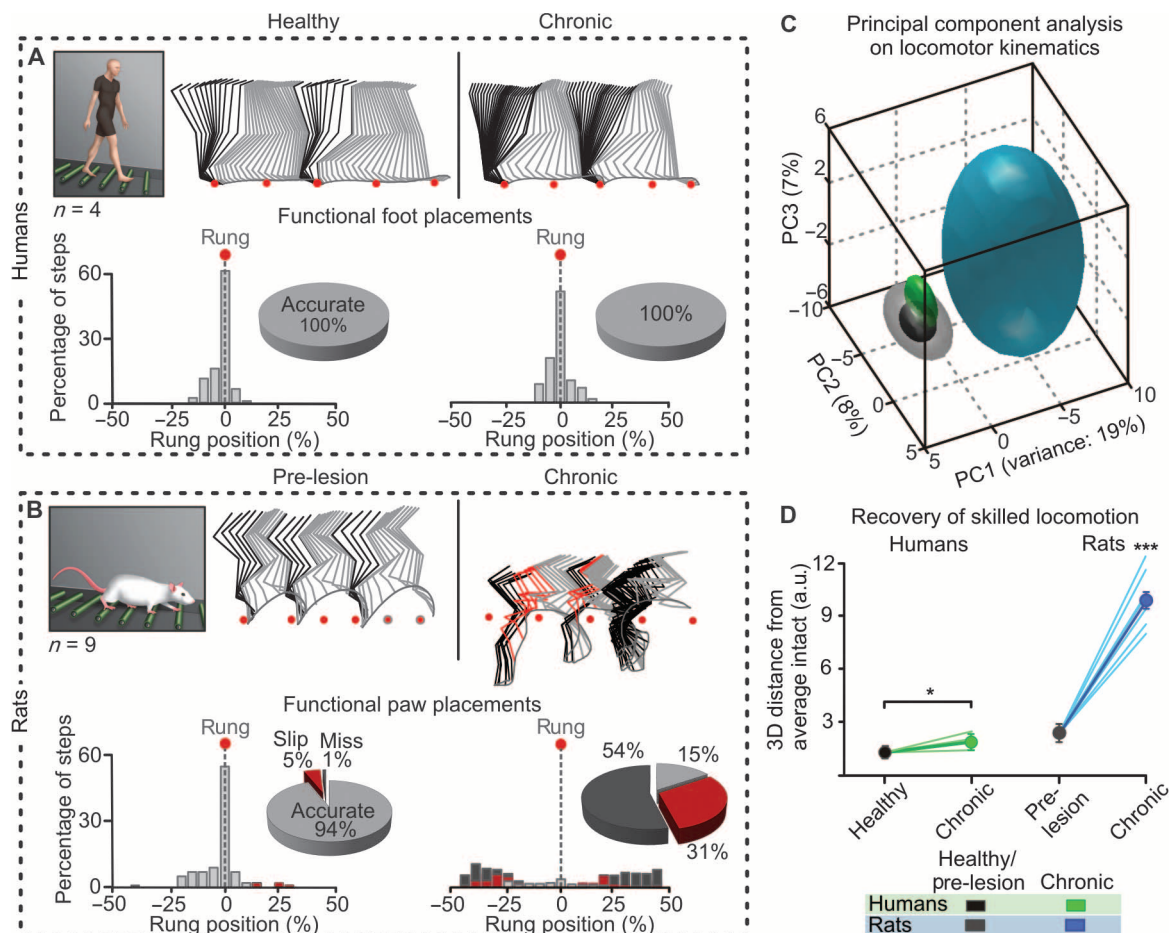 Healthy
Chronic
A
Humans
n = 4
Functional foot placements
Rung
Rung
Percentage of steps
60
30
0
Accurate
100%
100%
−50
−25
0
25
50
−50
−25
0
25
50
Rung position (%)
Rung position (%)
Pre-lesion
Chronic
B
Rats
n = 9
Functional paw placements
Rung
Rung
Percentage of steps
60
30
0
Slip
5%
Miss
1%
Accurate
94%
54%
15%
31%
−50
−25
0
25
50
−50
−25
0
25
50
Rung position (%)
Rung position (%)
C
Principal component analysis
on locomotor kinematics
PC3 (7%)
6
2
−2
−6
−10
−5
0
5
PC2 (8%)
5
0
−5
10
PC1 (variance: 19%)
D
Recovery of skilled locomotion
Humans
Rats
***
*
3D distance from
average intact (a.u.)
12
9
6
3
Healthy
Chronic
Pre-
lesion
Chronic
Healthy/
pre-lesion
Chronic
Humans
Rats